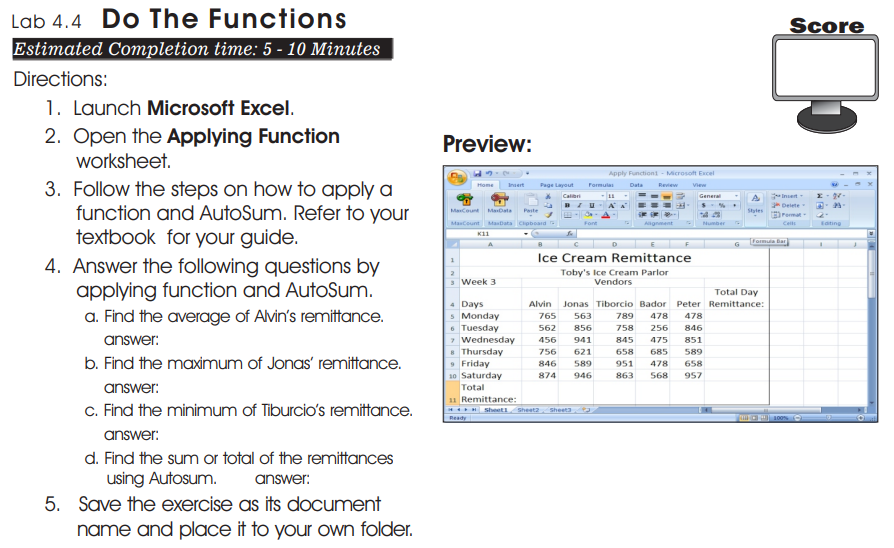 Lab 4.4 Do The Functions
Estimated Completion time: 5 - 10 Minutes
Score
Directions:
1. Launch Microsoft Excel.
2. Open the Applying Function
worksheet.
3. Follow the steps on how to apply a
function and AutoSum. Refer to your
textbook for your guide.
4. Answer the following questions by
applying function and AutoSum.
a. Find the average of Alvin's remittance.
answer:
b. Find the maximum of Jonas' remittance.
answer:
c. Find the minimum of Tiburcio's remittance.
answer:
d. Find the sum or total of the remittances
using Autosum. answer:
5. Save the exercise as its document
name and place it to your own folder.
Preview:
Apply Function1 - Microsoft Excel
Home Insert Page Layout Formulas Data Review View
Calibri 11 General Insert
Delete
MaxCount MaxData Paste Styles Format
MaxCount MaxData Clipboard Font Alignment Number Cells Editing
K11 fx Formula Bar
A B C D E F G I J
1 Ice Cream Remittance
2 Toby's Ice Cream Parlor
3 Week 3 Vendors
Total Day
4 Days Alvin Jonas Tiborcio Bador Peter Remittance:
5 Monday 765 563 789 478 478
6 Tuesday 562 856 758 256 846
7 Wednesday 456 941 845 475 851
8 Thursday 756 621 658 685 589
9 Friday 846 589 951 478 658
10 Saturday 874 946 863 568 957
Total
11 Remittance:
Sheet1 Sheet2 Sheet3
Ready 100%